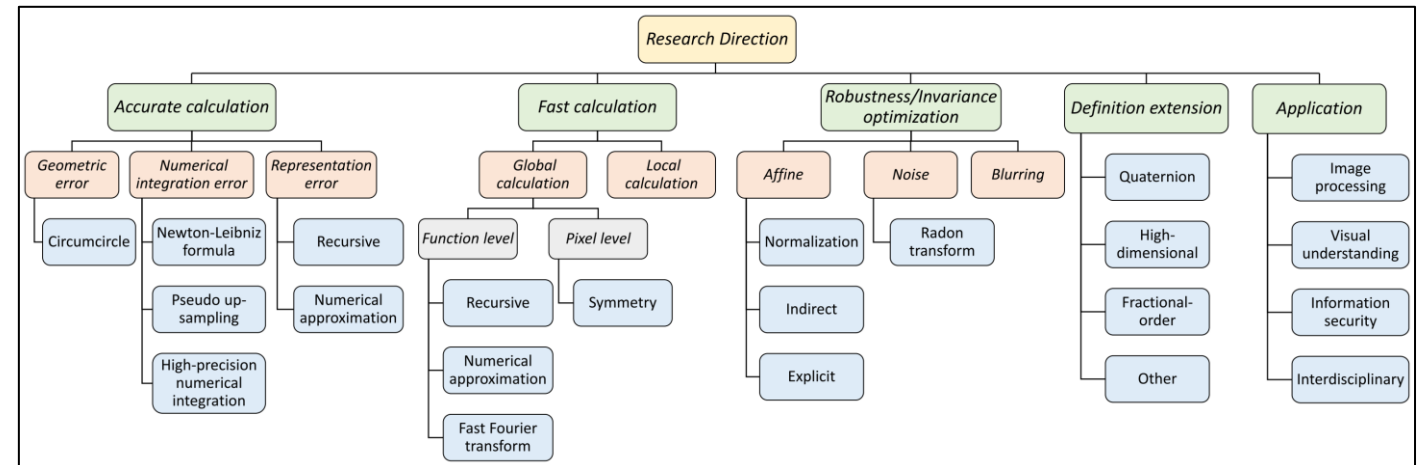 Research Direction
Accurate calculation
Fast calculation
Robustness/Invariance
optimization
Definition extension
Application
Geometric
error
Numerical
integration error
Representation
error
Global
calculation
Local
calculation
Affine
Noise
Blurring
Function level
Pixel level
Circumcircle
Newton-Leibniz
formula
Pseudo up-
sampling
High-precision
numerical
integration
Recursive
Numerical
approximation
Recursive
Numerical
approximation
Fast Fourier
transform
Symmetry
Normalization
Indirect
Explicit
Radon
transform
Quaternion
High-
dimensional
Fractional-
order
Other
Image
processing
Visual
understanding
Information
security
Interdisciplinary